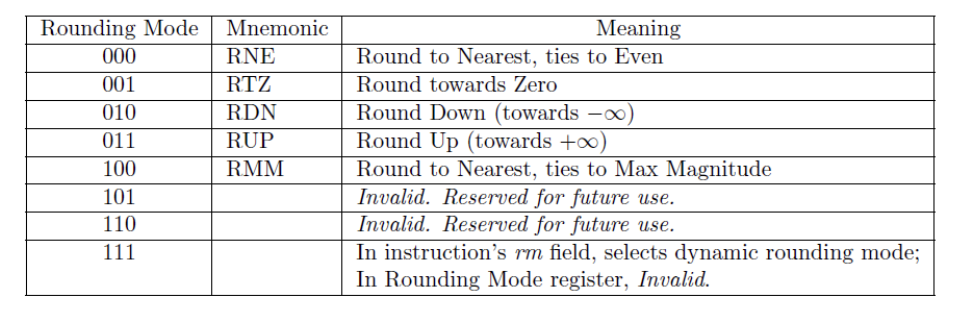 Rounding Mode Mnemonic Meaning
000 RNE Round to Nearest, ties to Even
001 RTZ Round towards Zero
010 RDN Round Down (towards −∞)
011 RUP Round Up (towards +∞)
100 RMM Round to Nearest, ties to Max Magnitude
101 Invalid. Reserved for future use.
110 Invalid. Reserved for future use.
111 In instruction's rm field, selects dynamic rounding mode;
In Rounding Mode register, Invalid.